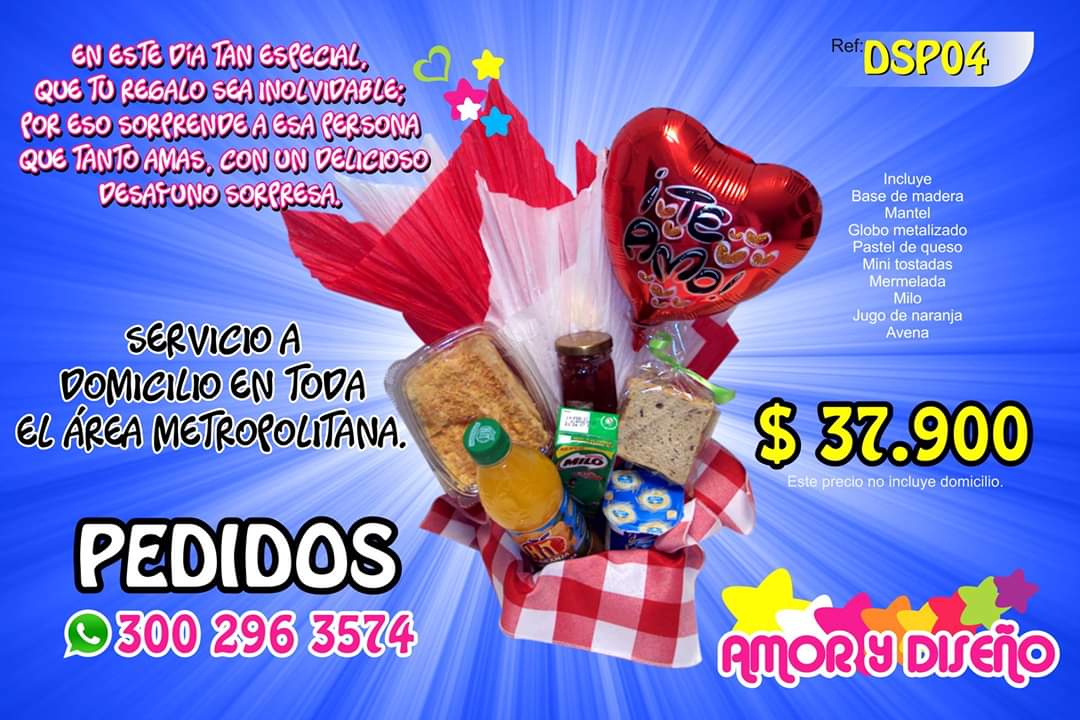 EN ESTE DÍA TAN ESPECIAL,
QUE TU REGALO SEA INOLVIDABLE;
POR ESO SORPRENDE A ESA PERSONA
QUE TANTO AMAS, CON UN DELICIOSO
DESAYUNO SORPRESA.
Ref: DSP04
Incluye
Base de madera
Mantel
Globo metalizado
Pastel de queso
Mini tostadas
Mermelada
Milo
Jugo de naranja
Avena
¡TE
AMO!
SERVICIO A
DOMICILIO EN TODA
EL ÁREA METROPOLITANA.
$ 37.900
Este precio no incluye domicilio.
MILO
HIT
PEDIDOS
300 296 3574
AMOR Y DISEÑO